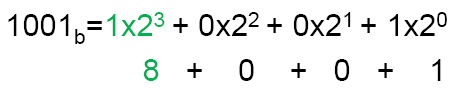 1001b=1x2³ + 0x2² + 0x2¹ + 1x2⁰
8 + 0 + 0 + 1